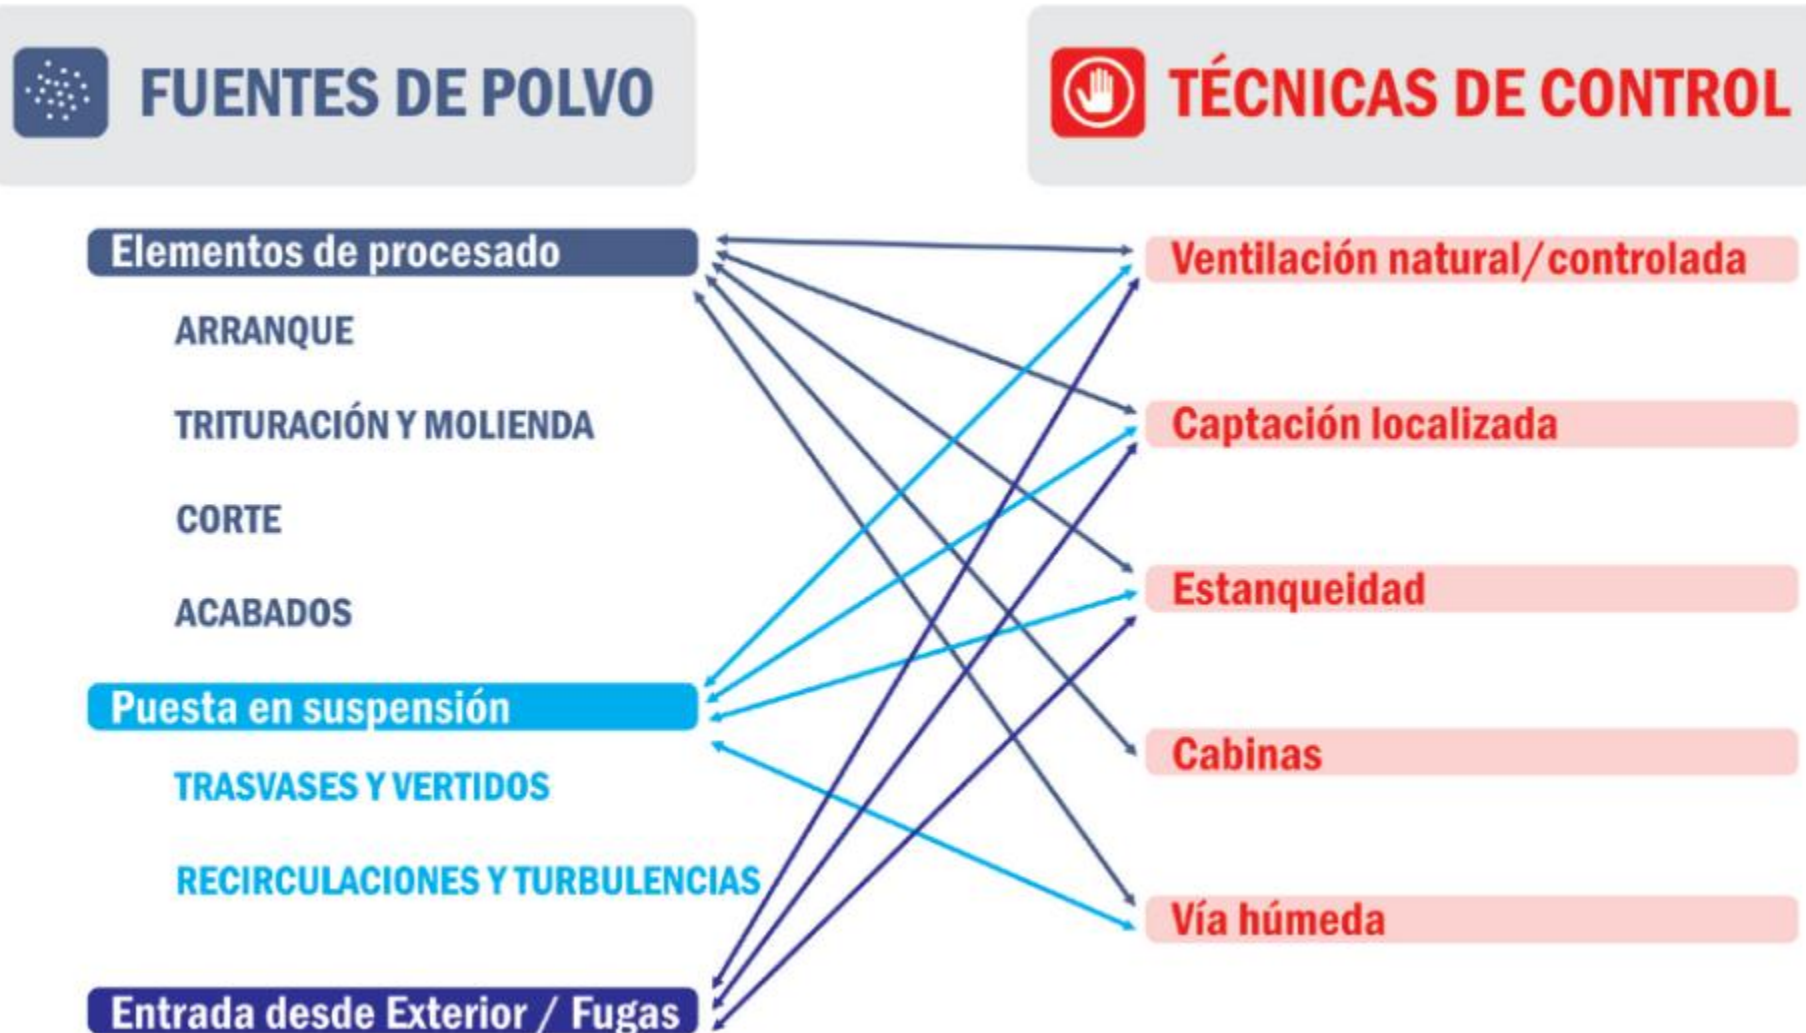 FUENTES DE POLVO
Elementos de procesado
ARRANQUE
TRITURACIÓN Y MOLIENDA
CORTE
ACABADOS
Puesta en suspensión
TRASVASES Y VERTIDOS
RECIRCULACIONES Y TURBULENCIAS
Entrada desde Exterior / Fugas
TÉCNICAS DE CONTROL
Ventilación natural/controlada
Captación localizada
Estanqueidad
Cabinas
Vía húmeda